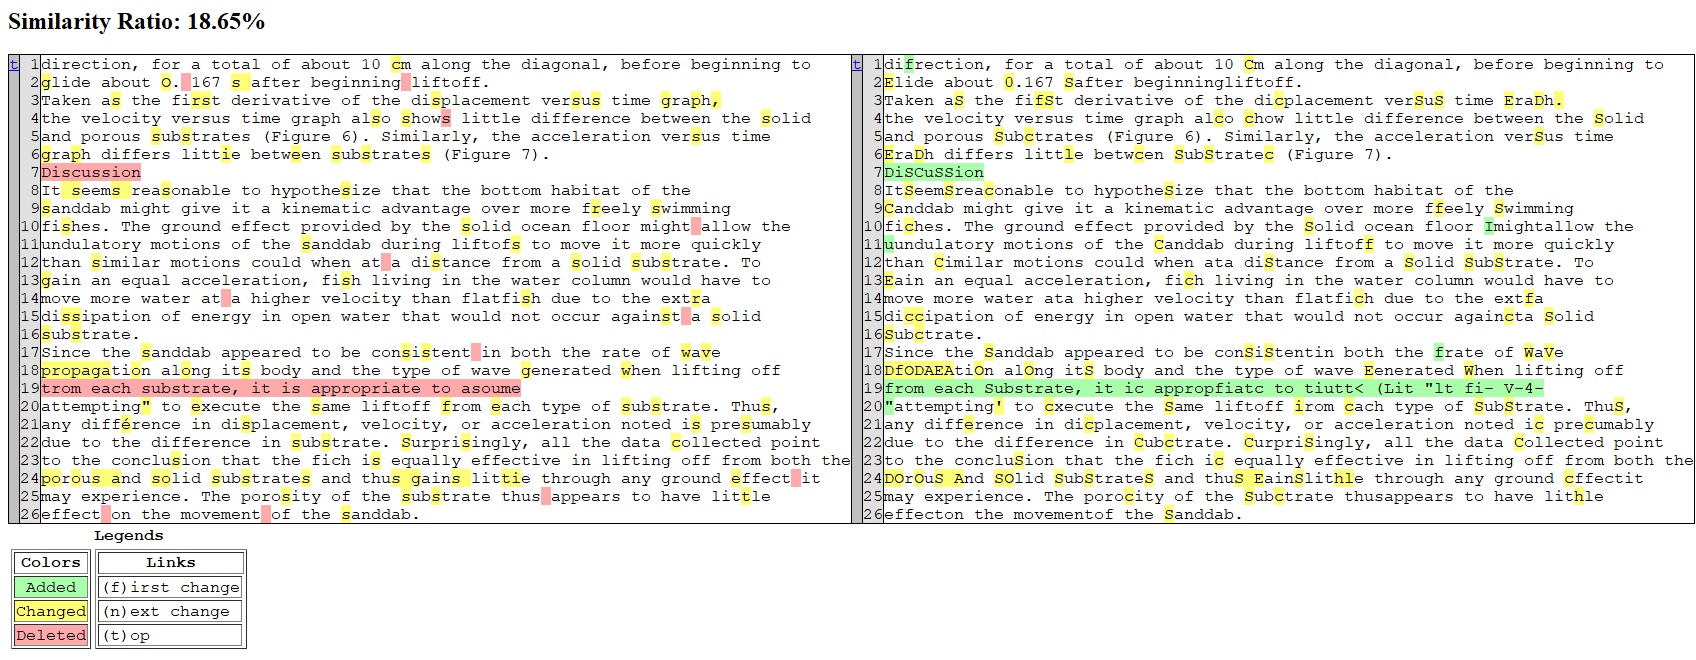 Similarity Ratio: 18.65%
t 1 direction, for a total of about 10 cm along the diagonal, before beginning to
2 glide about O. 167 s after beginning liftoff.
3 Taken as the first derivative of the displacement versus time graph,
4 the velocity versus time graph also shows little difference between the solid
5 and porous substrates (Figure 6). Similarly, the acceleration versus time
6 graph differs littie between substrates (Figure 7).
7 Discussion
8 It seems reasonable to hypothesize that the bottom habitat of the
9 sanddab might give it a kinematic advantage over more freely swimming
10 fishes. The ground effect provided by the solid ocean floor might allow the
11 undulatory motions of the sanddab during liftofs to move it more quickly
12 than similar motions could when at a distance from a solid substrate. To
13 gain an equal acceleration, fish living in the water column would have to
14 move more water at a higher velocity than flatfish due to the extra
15 dissipation of energy in open water that would not occur against a solid
16 substrate.
17 Since the sanddab appeared to be consistent in both the rate of wave
18 propagation along its body and the type of wave generated when lifting off
19 trom each substrate, it is appropriate to asoume
20 attempting" to execute the same liftoff from each type of substrate. Thus,
21 any différence in displacement, velocity, or acceleration noted is presumably
22 due to the difference in substrate. Surprisingly, all the data collected point
23 to the conclusion that the fich is equally effective in lifting off from both the
24 porous and solid substrates and thus gains littie through any ground effect it
25 may experience. The porosity of the substrate thus appears to have little
26 effect on the movement of the sanddab.
t 1 difrection, for a total of about 10 Cm along the diagonal, before beginning to
2 Elide about 0.167 Safter beginningliftoff.
3 Taken aS the fifSt derivative of the dicplacement verSuS time EraDh.
4 the velocity versus time graph alco chow little difference between the Solid
5 and porous Subctrates (Figure 6). Similarly, the acceleration verSus time
6 EraDh differs littlle betwcen SubStratec (Figure 7).
7 DiSCuSSion
8 ItSeemSreaconable to hypotheSize that the bottom habitat of the
9 Canddab might give it a kinematic advantage over more ffeely Swimming
10 fiches. The ground effect provided by the Solid ocean floor Imightallow the
11 uundulatory motions of the Canddab during liftoff to move it more quickly
12 than Cimilar motions could when ata diStance from a Solid SubStrate. To
13 Eain an equal acceleration, fich living in the water column would have to
14 move more water ata higher velocity than flatfich due to the extfa
15 diccipation of energy in open water that would not occur againcta Solid
16 Subctrate.
17 Since the Sanddab appeared to be conSiStentin both the frate of WaVe
18 DfODAEAtiOn alOng itS body and the type of wave Eenerated When lifting off
19 from each Substrate, it ic appropfiatc to tiutt< (Lit "lt fi- V-4-
20 "attempting' to cxecute the Same liftoff irom cach type of SubStrate. ThuS,
21 any difference in dicplacement, velocity, or acceleration noted ic precumably
22 due to the difference in Cubctrate. CurpriSingly, all the data Collected point
23 to the concluSion that the fich ic equally effective in lifting off from both the
24 DOrOuS And SOlid SubStrateS and thuS EainSlithle through any ground cffectit
25 may experience. The porocity of the Subctrate thusappears to have lithle
26 effecton the movementof the Sanddab.
Legends
Colors Links
Added (f)irst change
Changed (n)ext change
Deleted (t)op